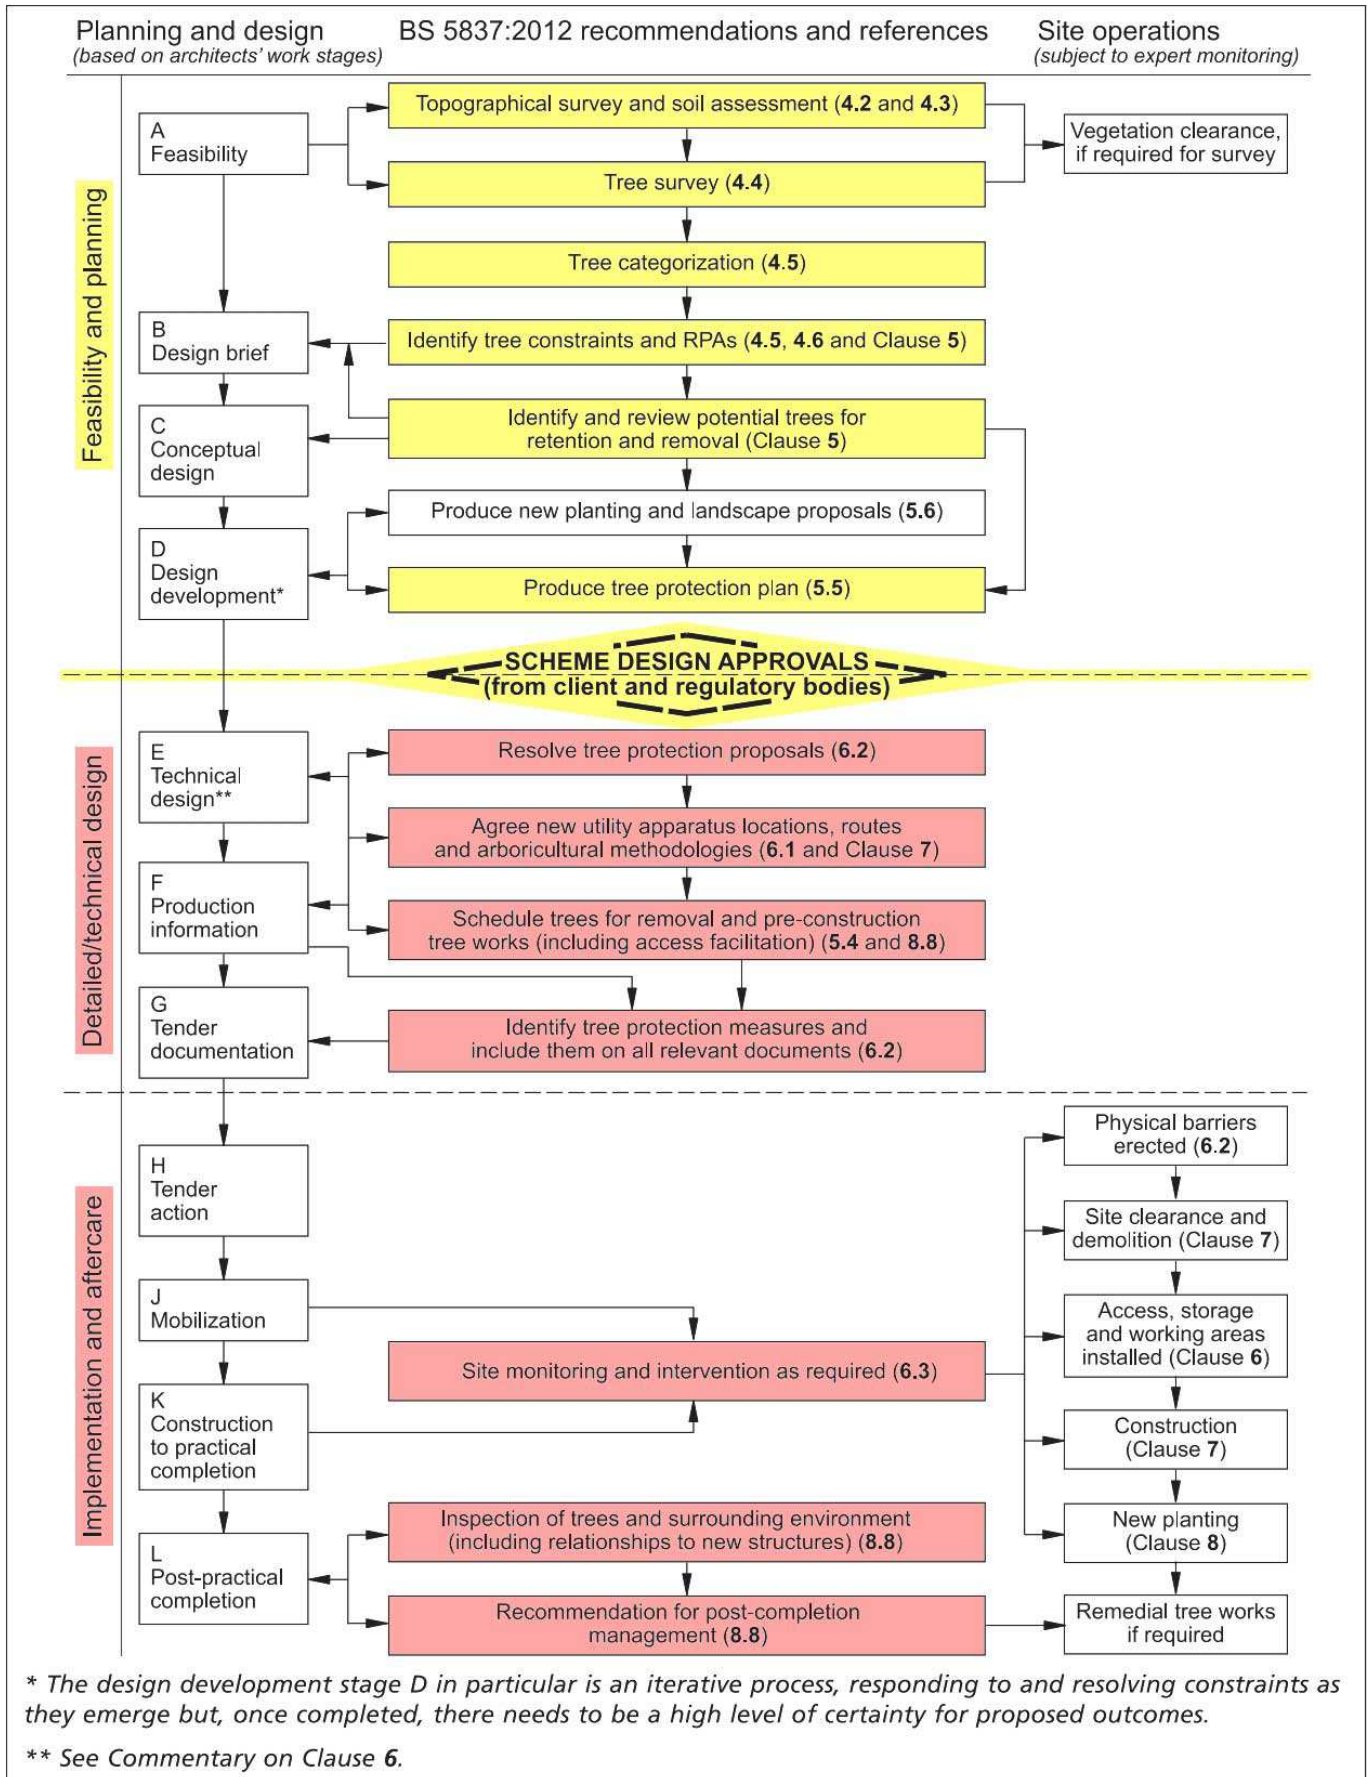 Planning and design
(based on architects' work stages)
BS 5837:2012 recommendations and references
Site operations
(subject to expert monitoring)
Feasibility and planning
A
Feasibility
Topographical survey and soil assessment (4.2 and 4.3)
Vegetation clearance,
if required for survey
Tree survey (4.4)
Tree categorization (4.5)
B
Design brief
Identify tree constraints and RPAs (4.5, 4.6 and Clause 5)
C
Conceptual
design
Identify and review potential trees for
retention and removal (Clause 5)
Produce new planting and landscape proposals (5.6)
D
Design
development*
Produce tree protection plan (5.5)
SCHEME DESIGN APPROVALS
(from client and regulatory bodies)
Detailed/technical design
E
Technical
design**
Resolve tree protection proposals (6.2)
Agree new utility apparatus locations, routes
and arboricultural methodologies (6.1 and Clause 7)
F
Production
information
Schedule trees for removal and pre-construction
tree works (including access facilitation) (5.4 and 8.8)
G
Tender
documentation
Identify tree protection measures and
include them on all relevant documents (6.2)
Implementation and aftercare
H
Tender
action
Physical barriers
erected (6.2)
Site clearance and
demolition (Clause 7)
J
Mobilization
Access, storage
and working areas
installed (Clause 6)
Site monitoring and intervention as required (6.3)
K
Construction
to practical
completion
Construction
(Clause 7)
Inspection of trees and surrounding environment
(including relationships to new structures) (8.8)
New planting
(Clause 8)
L
Post-practical
completion
Recommendation for post-completion
management (8.8)
Remedial tree works
if required
* The design development stage D in particular is an iterative process, responding to and resolving constraints as
they emerge but, once completed, there needs to be a high level of certainty for proposed outcomes.
** See Commentary on Clause 6.